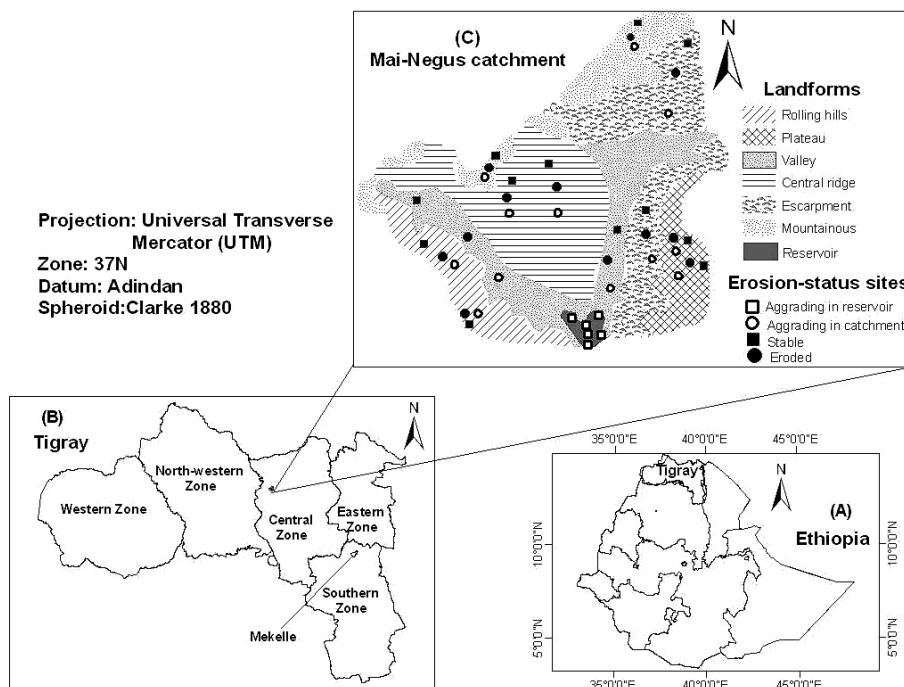 (C)
Mai-Negus catchment
N
Landforms
Rolling hills
Plateau
Valley
Central ridge
Escarpment
Mountainous
Reservoir
Erosion-status sites
Aggrading in reservoir
Aggrading in catchment
Stable
Eroded
Projection: Universal Transverse
Mercator (UTM)
Zone: 37N
Datum: Adindan
Spheroid:Clarke 1880
(B)
Tigray
N
North-western
Zone
Western Zone
Central
Zone
Eastern
Zone
Southern
Zone
Mekelle
35°0'0"E 40°0'0"E 45°0'0"E
Tigray
N
(A)
Ethiopia
10°0'0"N 10°0'0"N
5°0'0"N 5°0'0"N
35°0'0"E 40°0'0"E 45°0'0"E